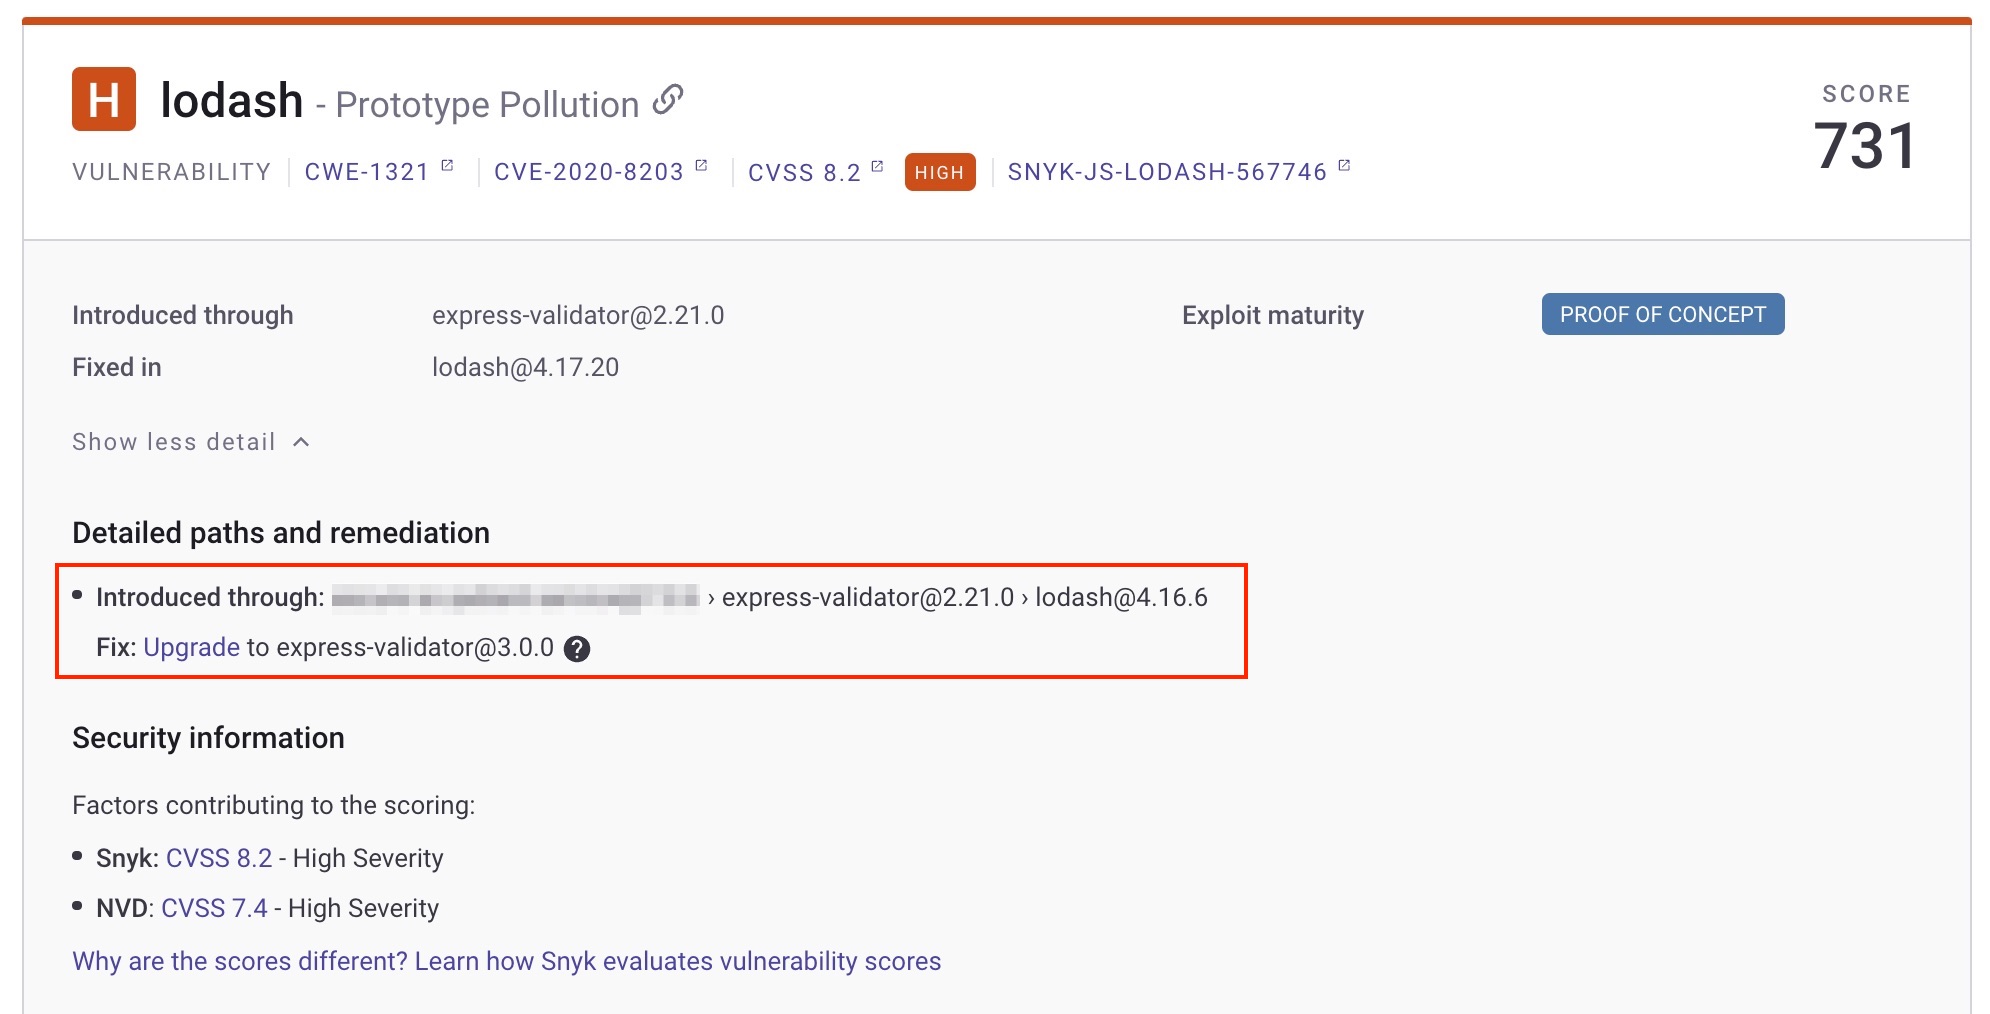 H lodash - Prototype Pollution
SCORE
731
VULNERABILITY CWE-1321 CVE-2020-8203 CVSS 8.2 HIGH SNYK-JS-LODASH-567746
Introduced through express-validator@2.21.0 Exploit maturity PROOF OF CONCEPT
Fixed in lodash@4.17.20
Show less detail
Detailed paths and remediation
• Introduced through: › express-validator@2.21.0 › lodash@4.16.6
Fix: Upgrade to express-validator@3.0.0 ?
Security information
Factors contributing to the scoring:
• Snyk: CVSS 8.2 - High Severity
• NVD: CVSS 7.4 - High Severity
Why are the scores different? Learn how Snyk evaluates vulnerability scores